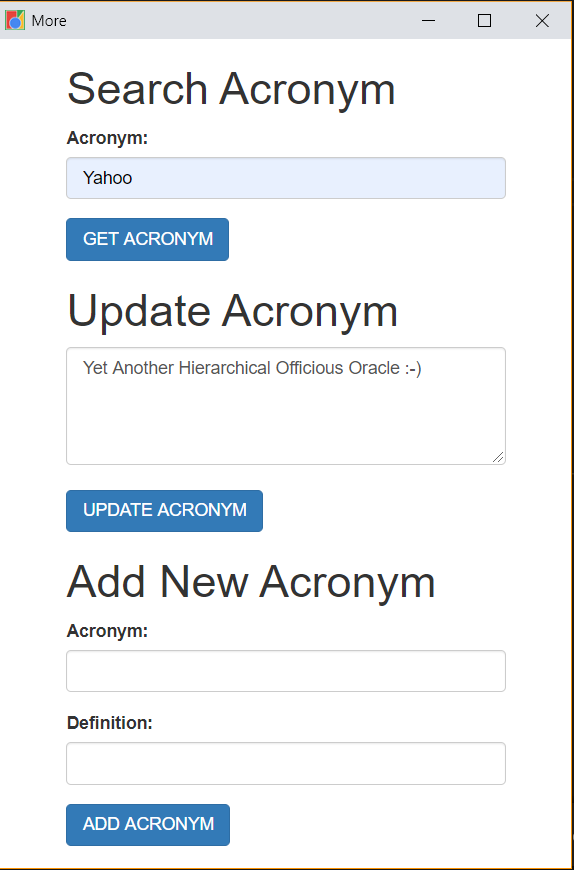 More
Search Acronym
Acronym:
Yahoo
GET ACRONYM
Update Acronym
Yet Another Hierarchical Officious Oracle :-)
UPDATE ACRONYM
Add New Acronym
Acronym:
Definition:
ADD ACRONYM